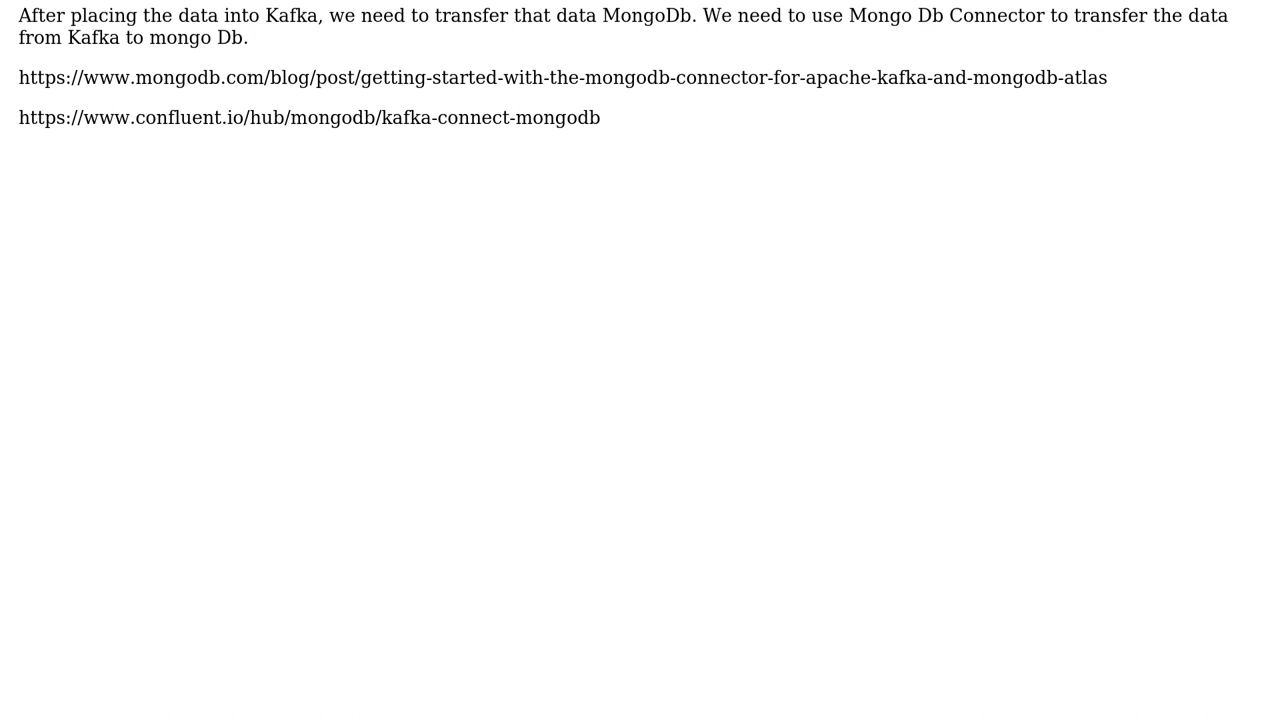 After placing the data into Kafka, we need to transfer that data MongoDb. We need to use Mongo Db Connector to transfer the data
from Kafka to mongo Db.
https://www.mongodb.com/blog/post/getting-started-with-the-mongodb-connector-for-apache-kafka-and-mongodb-atlas
https://www.confluent.io/hub/mongodb/kafka-connect-mongodb